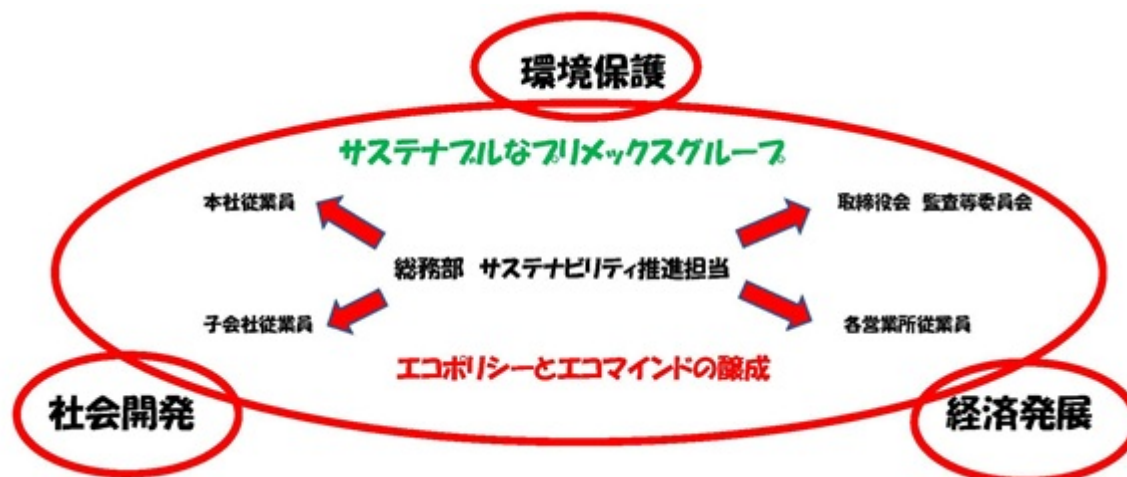 環境保護
サステナブルなプリメックスグループ
本社従業員
取締役会 監査等委員会
総務部 サステナビリティ推進担当
子会社従業員
各営業所従業員
エコポリシーとエコマインドの醸成
社会開発
経済発展